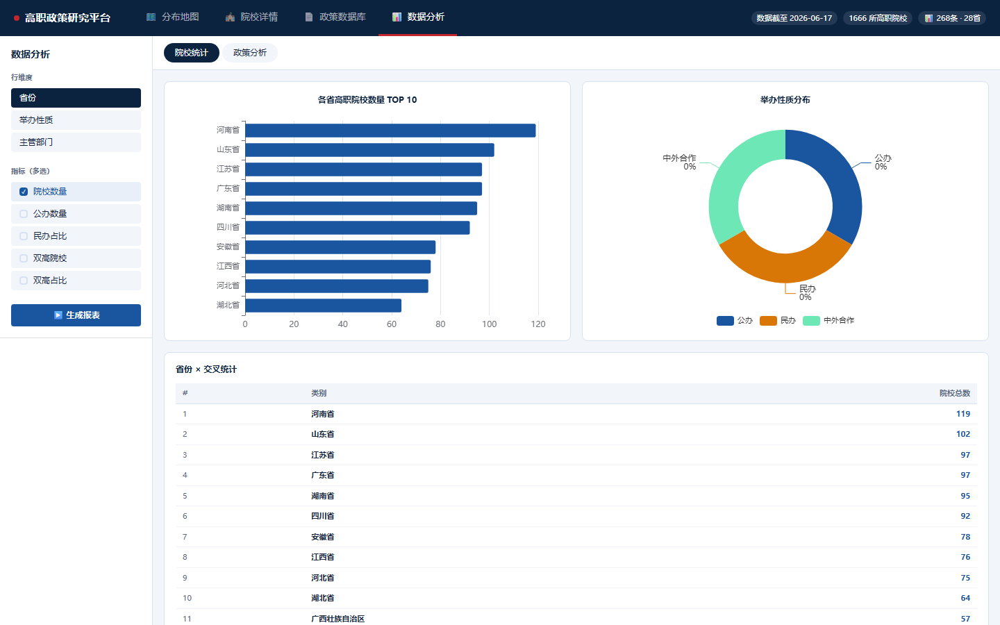 高职政策研究平台
分布地图
院校详情
政策数据库
数据分析
数据截至 2026-06-17
1666 所高职院校
268条 · 28首
数据分析
行维度
省份
举办性质
主管部门
指标（多选）
院校数量
公办数量
民办占比
双高院校
双高占比
生成报表
院校统计
政策分析
各省高职院校数量 TOP 10
河南省
山东省
江苏省
广东省
湖南省
四川省
安徽省
江西省
河北省
湖北省
0 20 40 60 80 100 120
举办性质分布
中外合作
0%
公办
0%
民办
0%
公办 民办 中外合作
省份 × 交叉统计
# 类别 院校总数
1 河南省 119
2 山东省 102
3 江苏省 97
4 广东省 97
5 湖南省 95
6 四川省 92
7 安徽省 78
8 江西省 76
9 河北省 75
10 湖北省 64
11 广西壮族自治区 57